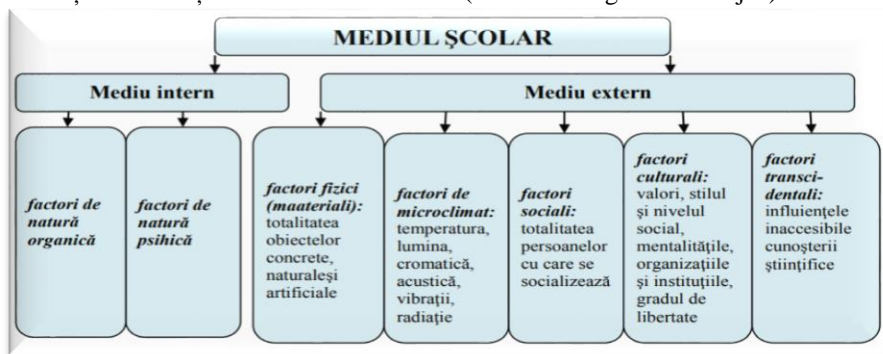 MEDIUL ŞCOLAR
Mediu intern
Mediu extern
factori de
natură
organică
factori de
natură
psihică
factori fizici
(maateriali):
totalitatea
obiectelor
concrete,
naturaleşi
artificiale
factori de
microclimat:
temperatura,
lumina,
cromatică,
acustică,
vibraţii,
radiaţie
factori
sociali:
totalitatea
persoanelor
cu care se
socializează
factori
culturali:
valori, stilul
şi nivelul
social,
mentalităţile,
organizaţiile
şi instituţiile,
gradul de
libertate
factori
transci-
dentali:
influienţele
inaccesibile
cunoşterii
ştiinţifice